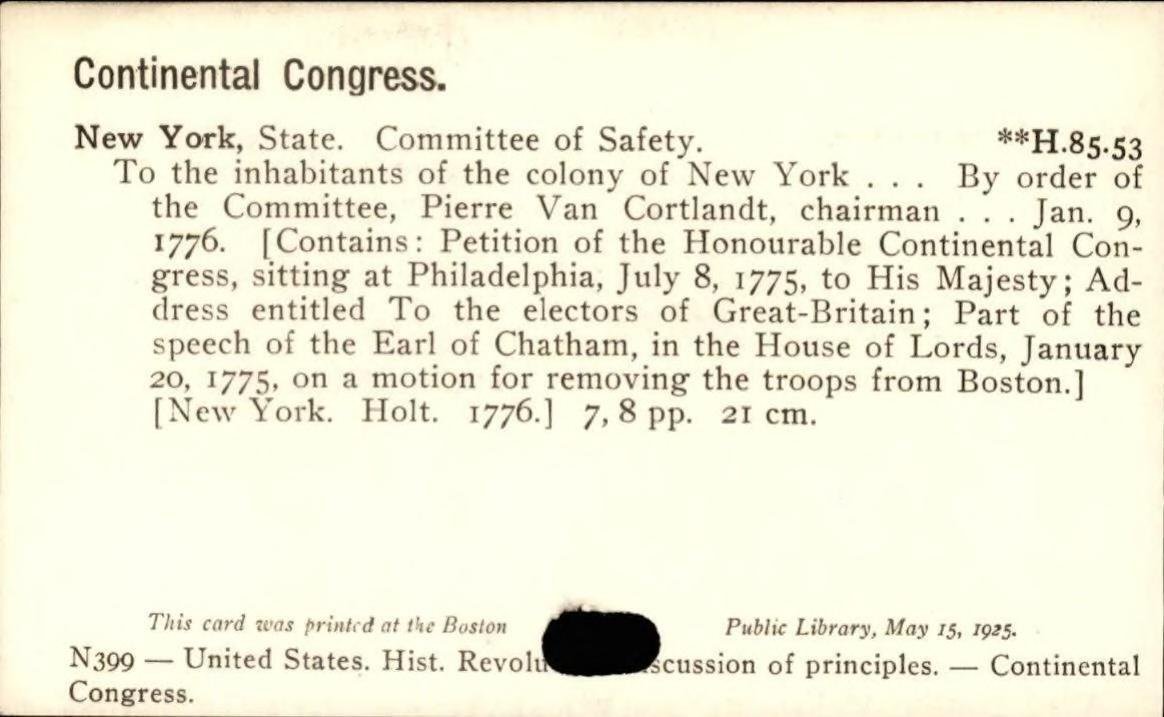 Continental Congress.
New York, State. Committee of Safety. **H.85.53
To the inhabitants of the colony of New York . . . By order of
the Committee, Pierre Van Cortlandt, chairman . . . Jan. 9,
1776. [Contains: Petition of the Honourable Continental Con-
gress, sitting at Philadelphia, July 8, 1775, to His Majesty; Ad-
dress entitled To the electors of Great-Britain; Part of the
speech of the Earl of Chatham, in the House of Lords, January
20, 1775, on a motion for removing the troops from Boston.]
[New York. Holt. 1776.] 7, 8 pp. 21 cm.
This card was printed at the Boston Public Library, May 15, 1925.
N399 — United States. Hist. Revolu scussion of principles. — Continental
Congress.